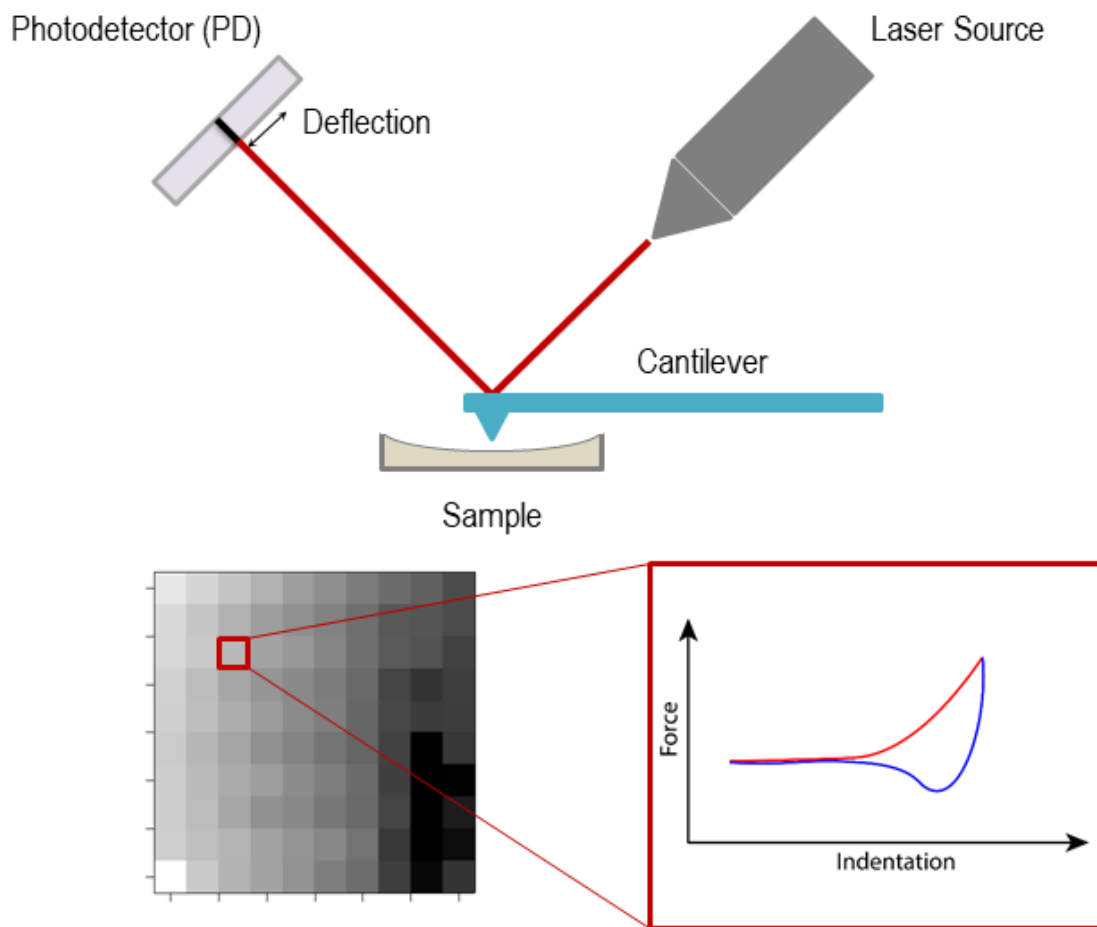 Photodetector (PD)
Laser Source
Deflection
Cantilever
Sample
Force
Indentation